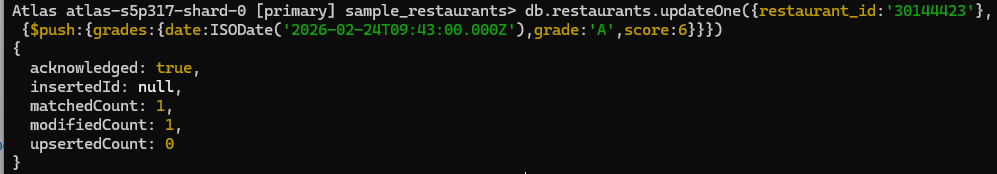 Atlas atlas-s5p317-shard-0 [primary] sample_restaurants> db.restaurants.updateOne({restaurant_id:'30144423'},
 {$push:{grades:{date:ISODate('2026-02-24T09:43:00.000Z'),grade:'A',score:6}}})
{
  acknowledged: true,
  insertedId: null,
  matchedCount: 1,
  modifiedCount: 1,
  upsertedCount: 0
}